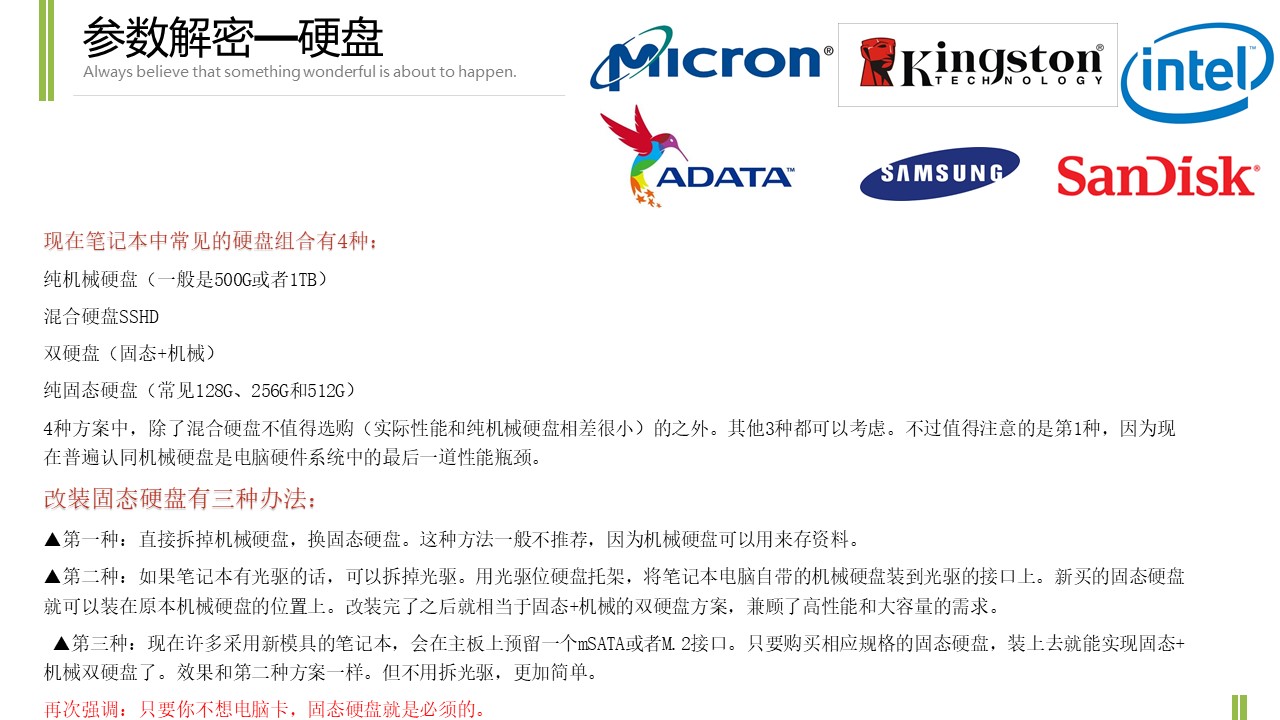 参数解密—硬盘
Always believe that something wonderful is about to happen.
Micron®
Kingston®
TECHNOLOGY
intel
ADATA™
SAMSUNG
SanDisk®
现在笔记本中常见的硬盘组合有4种：
纯机械硬盘（一般是500G或者1TB）
混合硬盘SSHD
双硬盘（固态+机械）
纯固态硬盘（常见128G、256G和512G）
4种方案中，除了混合硬盘不值得选购（实际性能和纯机械硬盘相差很小）的之外。其他3种都可以考虑。不过值得注意的是第1种，因为现
在普遍认同机械硬盘是电脑硬件系统中的最后一道性能瓶颈。
改装固态硬盘有三种办法：
▲第一种：直接拆掉机械硬盘，换固态硬盘。这种方法一般不推荐，因为机械硬盘可以用来存资料。
▲第二种：如果笔记本有光驱的话，可以拆掉光驱。用光驱位硬盘托架，将笔记本电脑自带的机械硬盘装到光驱的接口上。新买的固态硬盘
就可以装在原本机械硬盘的位置上。改装完了之后就相当于固态+机械的双硬盘方案，兼顾了高性能和大容量的需求。
▲第三种：现在许多采用新模具的笔记本，会在主板上预留一个mSATA或者M.2接口。只要购买相应规格的固态硬盘，装上去就能实现固态+
机械双硬盘了。效果和第二种方案一样。但不用拆光驱，更加简单。
再次强调：只要你不想电脑卡，固态硬盘就是必须的。